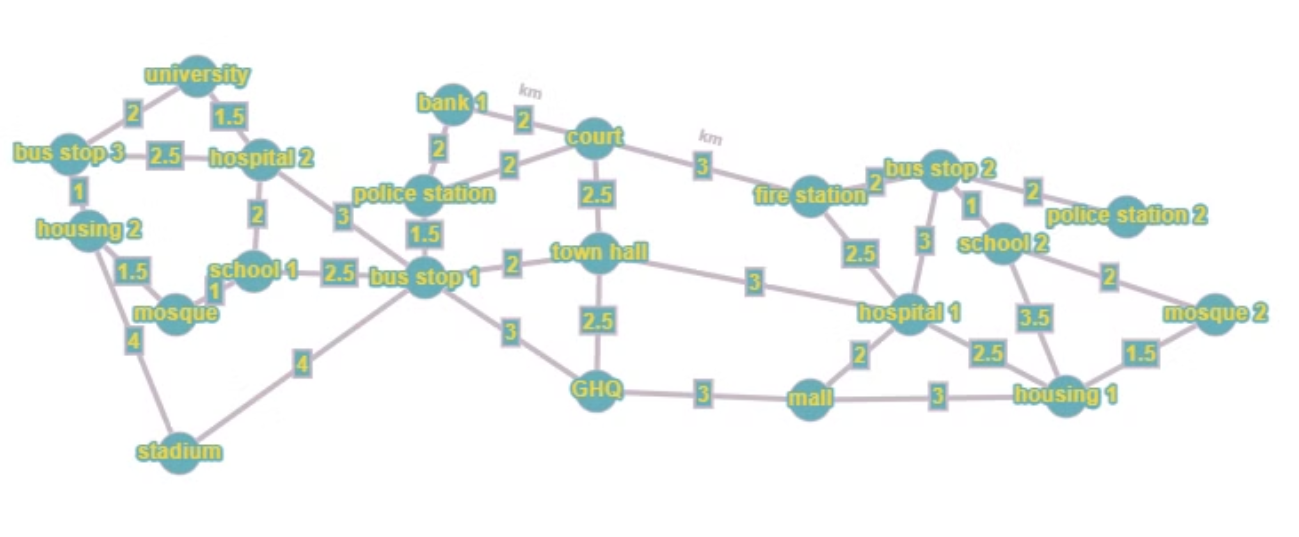 university
bank 1
km
2
2
1.5
2
court
km
bus stop 3
2.5
hospital 2
2
2
3
bus stop 2
1
police station
2.5
fire station
2
2
1
police station 2
housing 2
2
3
1.5
town hall
2.5
3
school 2
1.5
school 1
2.5
bus stop 1
2
3
2
1
mosque
hospital 1
mosque 2
4
4
3
2.5
2
2.5
3.5
1.5
GHQ
3
mall
3
housing 1
stadium